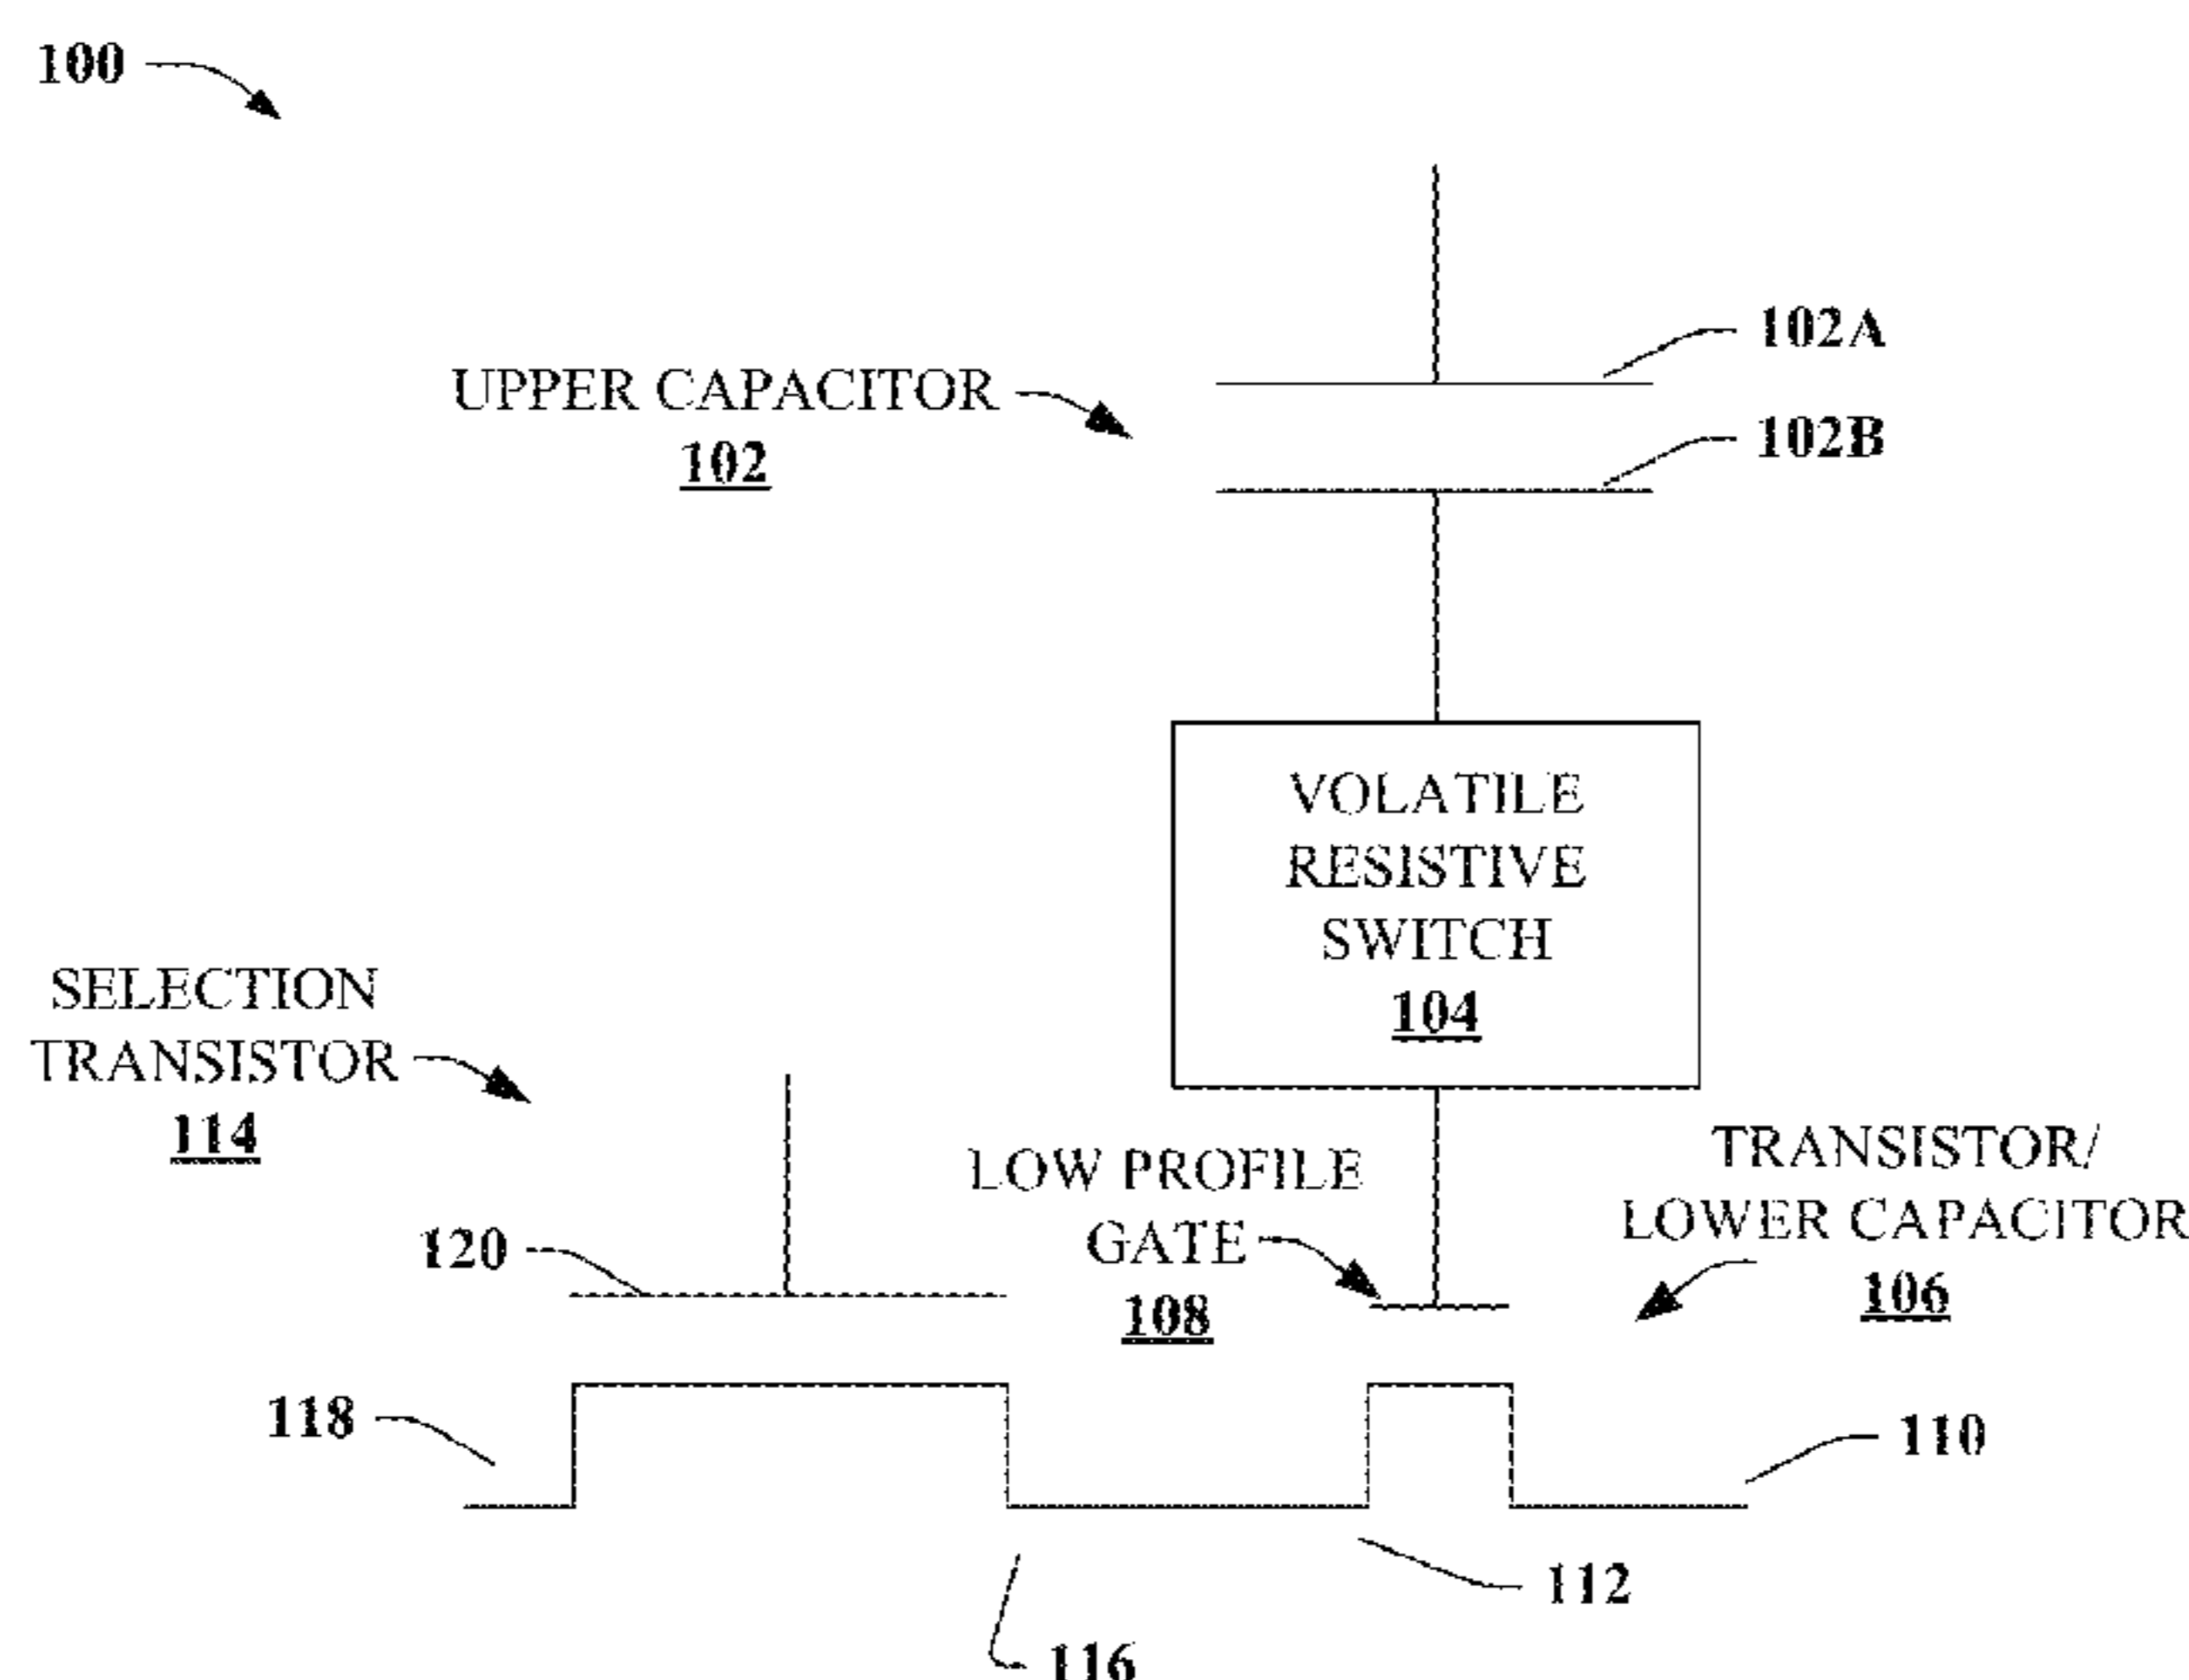 100
102A
UPPER CAPACITOR
102
102B
VOLATILE
RESISTIVE
SWITCH
104
SELECTION
TRANSISTOR
114
LOW PROFILE
GATE
108
TRANSISTOR/
LOWER CAPACITOR
106
120
118
110
112
116